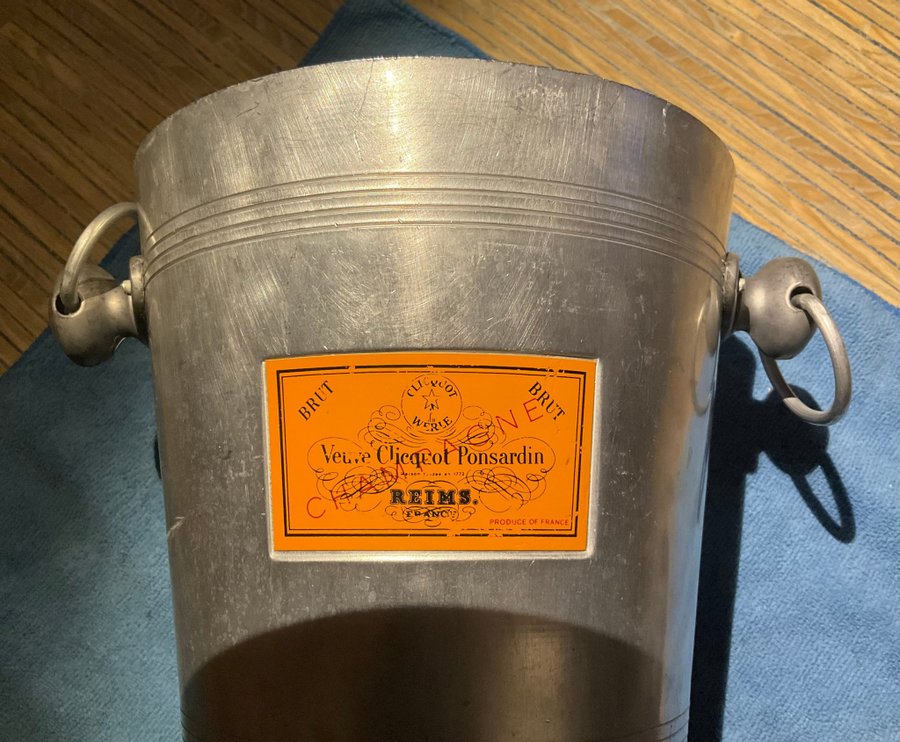 BRUT
BRUT
CLICQUOT
WERLE
Veuve Clicquot Ponsardin
CHAMPAGNE
REIMS.
FRANCE
PRODUCE OF FRANCE